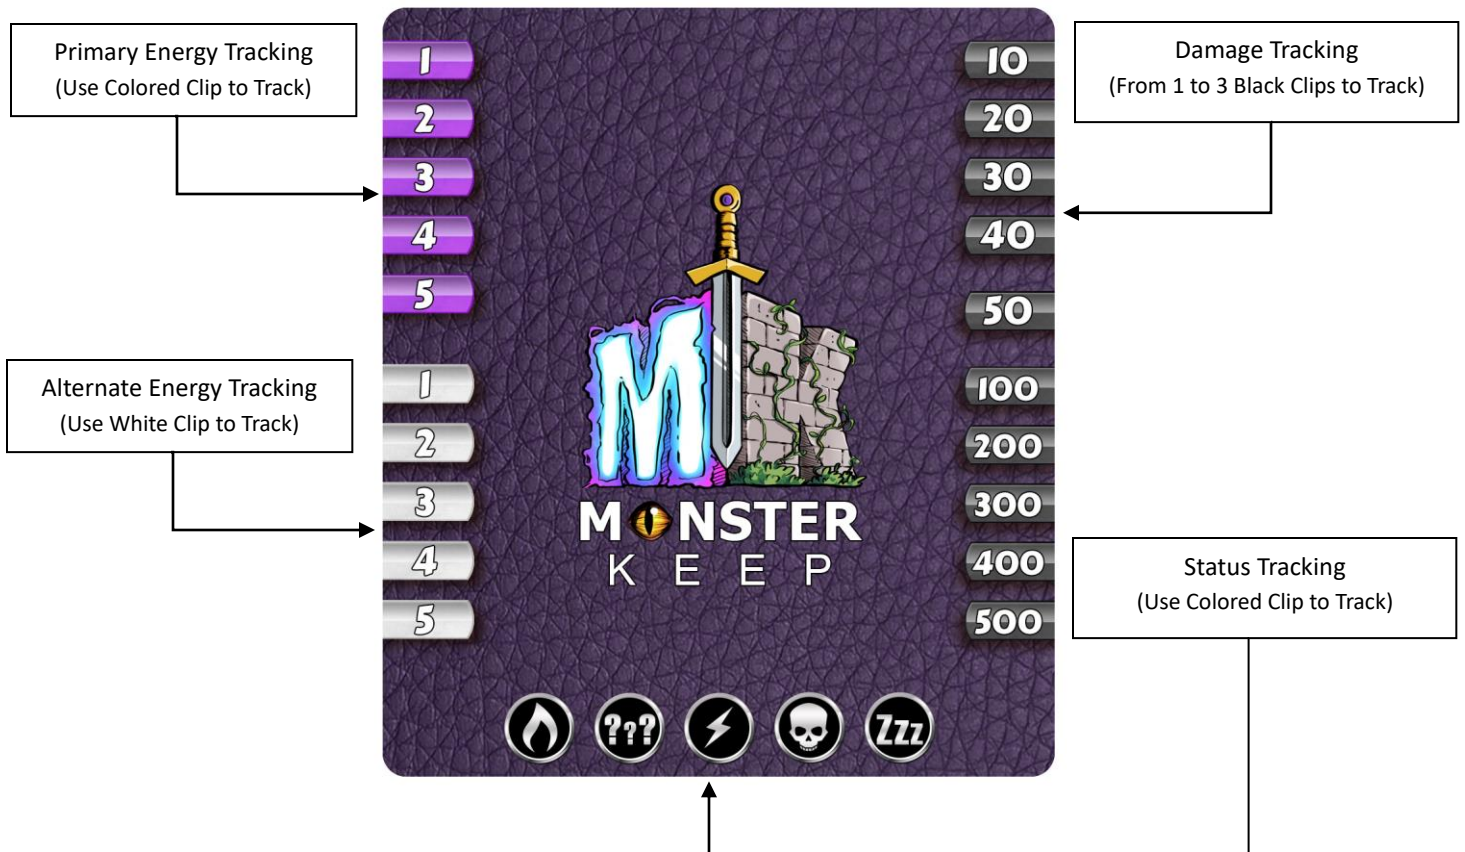 Primary Energy Tracking
(Use Colored Clip to Track)
Alternate Energy Tracking
(Use White Clip to Track)
1
2
3
4
5
1
2
3
4
5
M
MONSTER
KEEP
???
Zzz
10
20
30
40
50
100
200
300
400
500
Damage Tracking
(From 1 to 3 Black Clips to Track)
Status Tracking
(Use Colored Clip to Track)